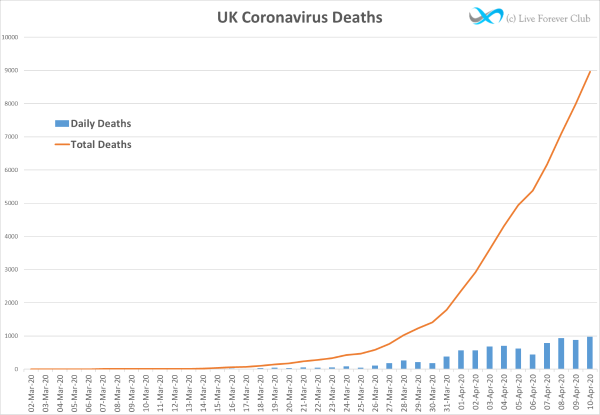 UK Coronavirus Deaths
(c) Live Forever Club
10000
9000
8000
7000
6000
5000
4000
3000
2000
1000
0
Daily Deaths
Total Deaths
02-Mar-20
03-Mar-20
04-Mar-20
05-Mar-20
06-Mar-20
07-Mar-20
08-Mar-20
09-Mar-20
10-Mar-20
11-Mar-20
12-Mar-20
13-Mar-20
14-Mar-20
15-Mar-20
16-Mar-20
17-Mar-20
18-Mar-20
19-Mar-20
20-Mar-20
21-Mar-20
22-Mar-20
23-Mar-20
24-Mar-20
25-Mar-20
26-Mar-20
27-Mar-20
28-Mar-20
29-Mar-20
30-Mar-20
31-Mar-20
01-Apr-20
02-Apr-20
03-Apr-20
04-Apr-20
05-Apr-20
06-Apr-20
07-Apr-20
08-Apr-20
09-Apr-20
10-Apr-20